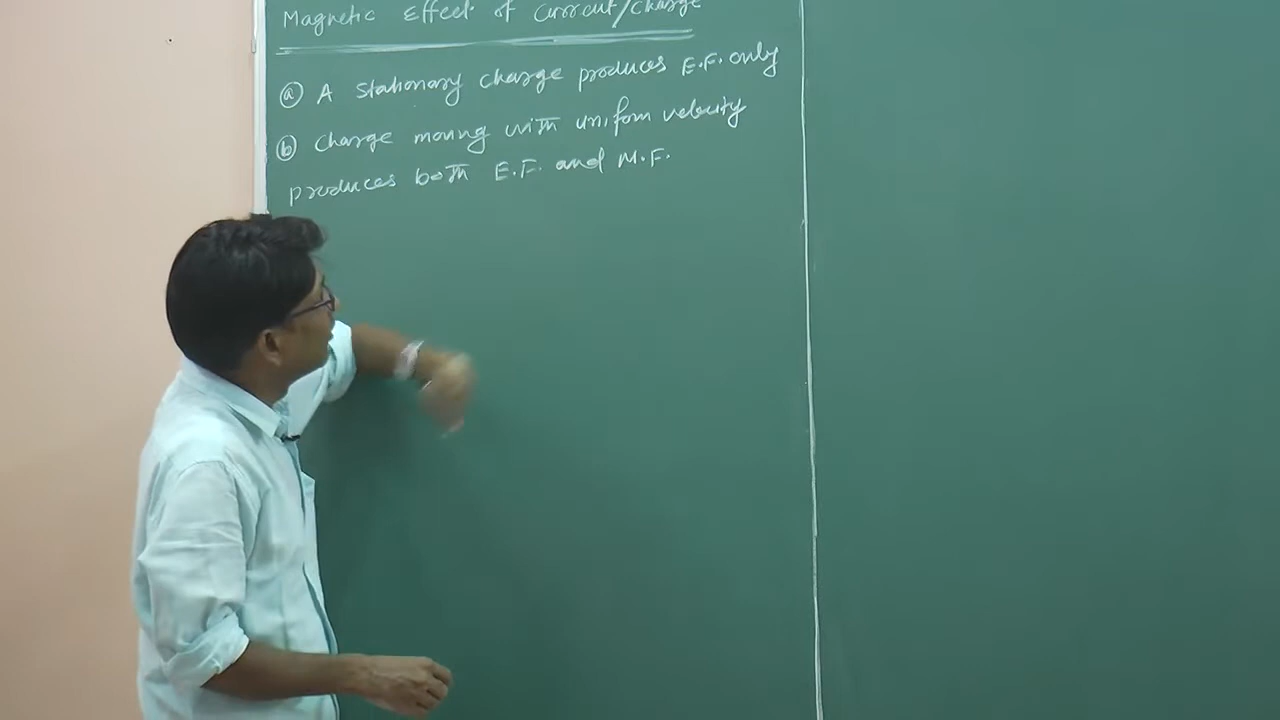 Magnetic Effect of Current/Charge
(a) A stationary charge produces E.F. only
(b) Charge moving with uniform velocity
produces both E.F. and M.F.